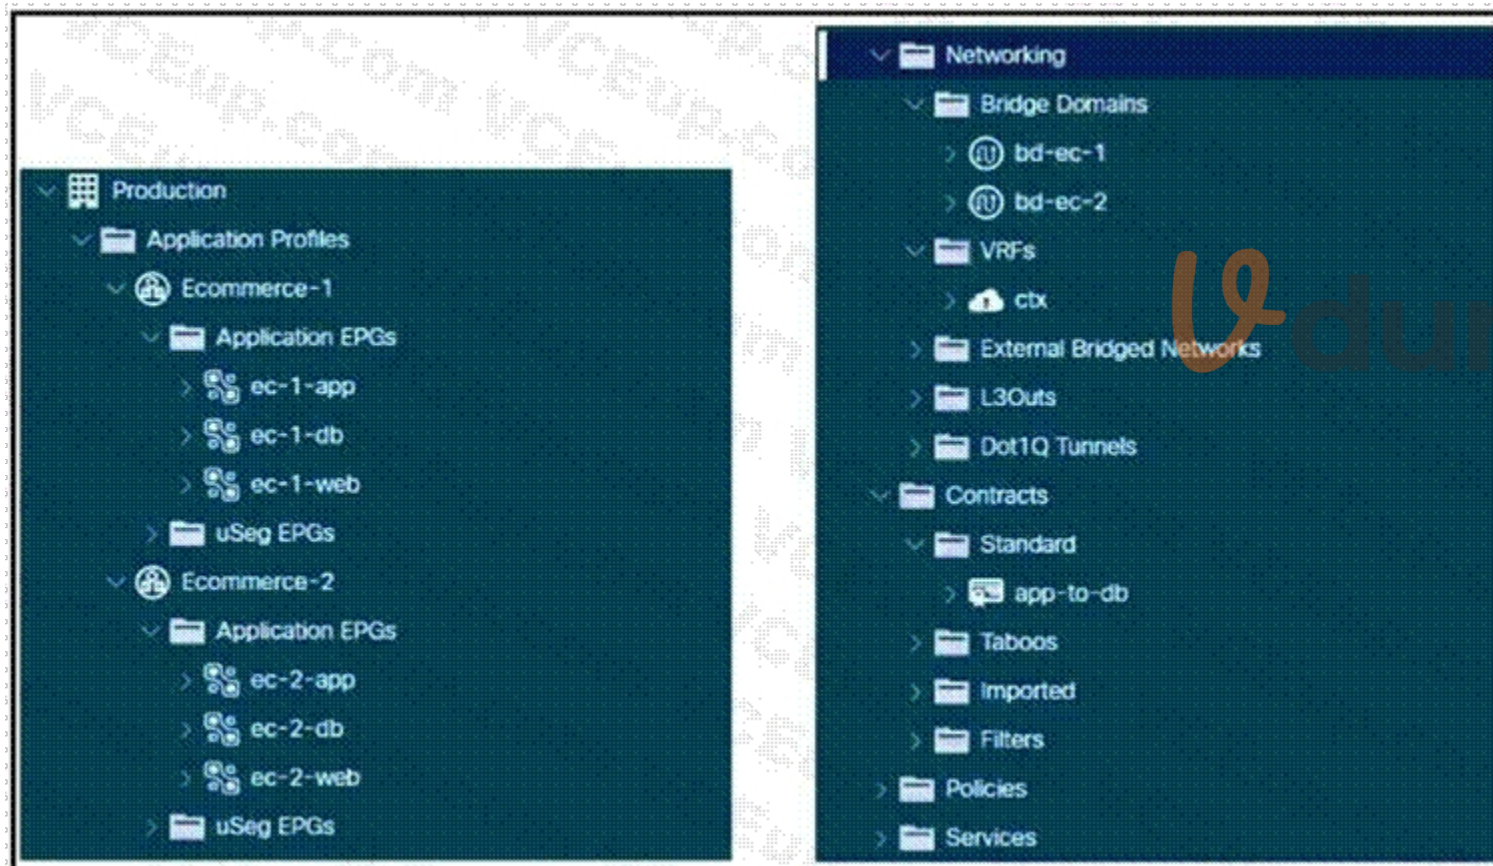 Production
Application Profiles
Ecommerce-1
Application EPGs
ec-1-app
ec-1-db
ec-1-web
uSeg EPGs
Ecommerce-2
Application EPGs
ec-2-app
ec-2-db
ec-2-web
uSeg EPGs
Networking
Bridge Domains
bd-ec-1
bd-ec-2
VRFs
ctx
External Bridged Networks
L3Outs
Dot1Q Tunnels
Contracts
Standard
app-to-db
Taboos
Imported
Filters
Policies
Services